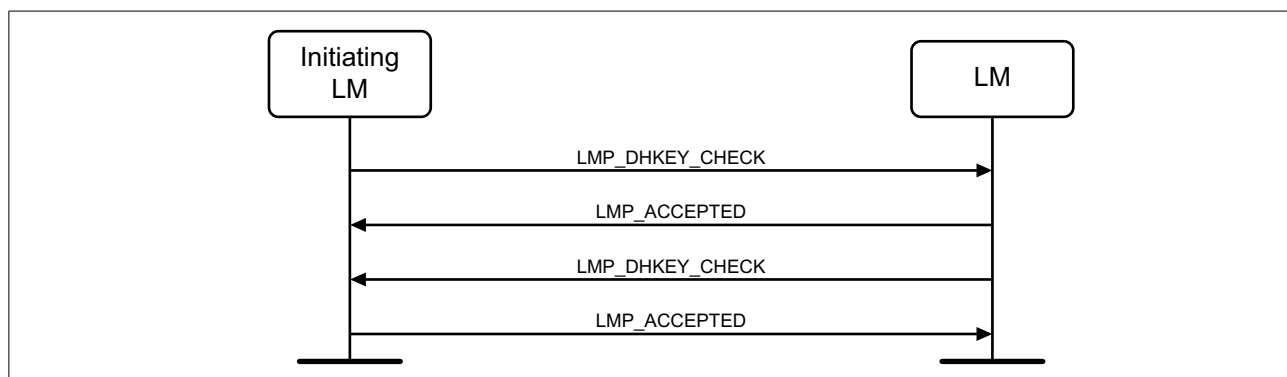 Initiating
LM
LM
LMP_DHKEY_CHECK
LMP_ACCEPTED
LMP_DHKEY_CHECK
LMP_ACCEPTED